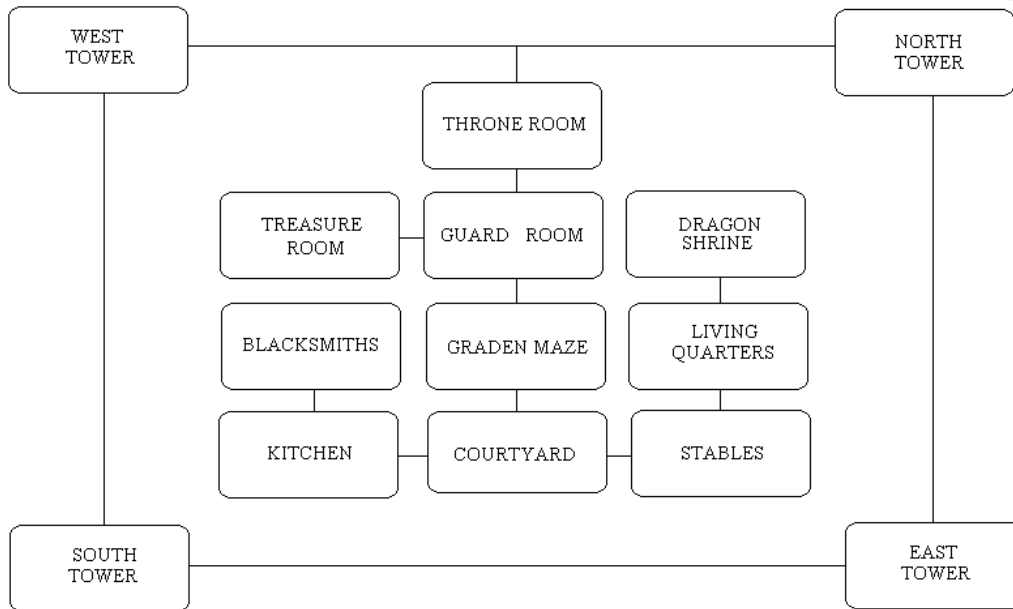 WEST
TOWER
NORTH
TOWER
THRONE ROOM
TREASURE
ROOM
GUARD ROOM
DRAGON
SHRINE
BLACKSMITHS
GRADEN MAZE
LIVING
QUARTERS
KITCHEN
COURTYARD
STABLES
SOUTH
TOWER
EAST
TOWER